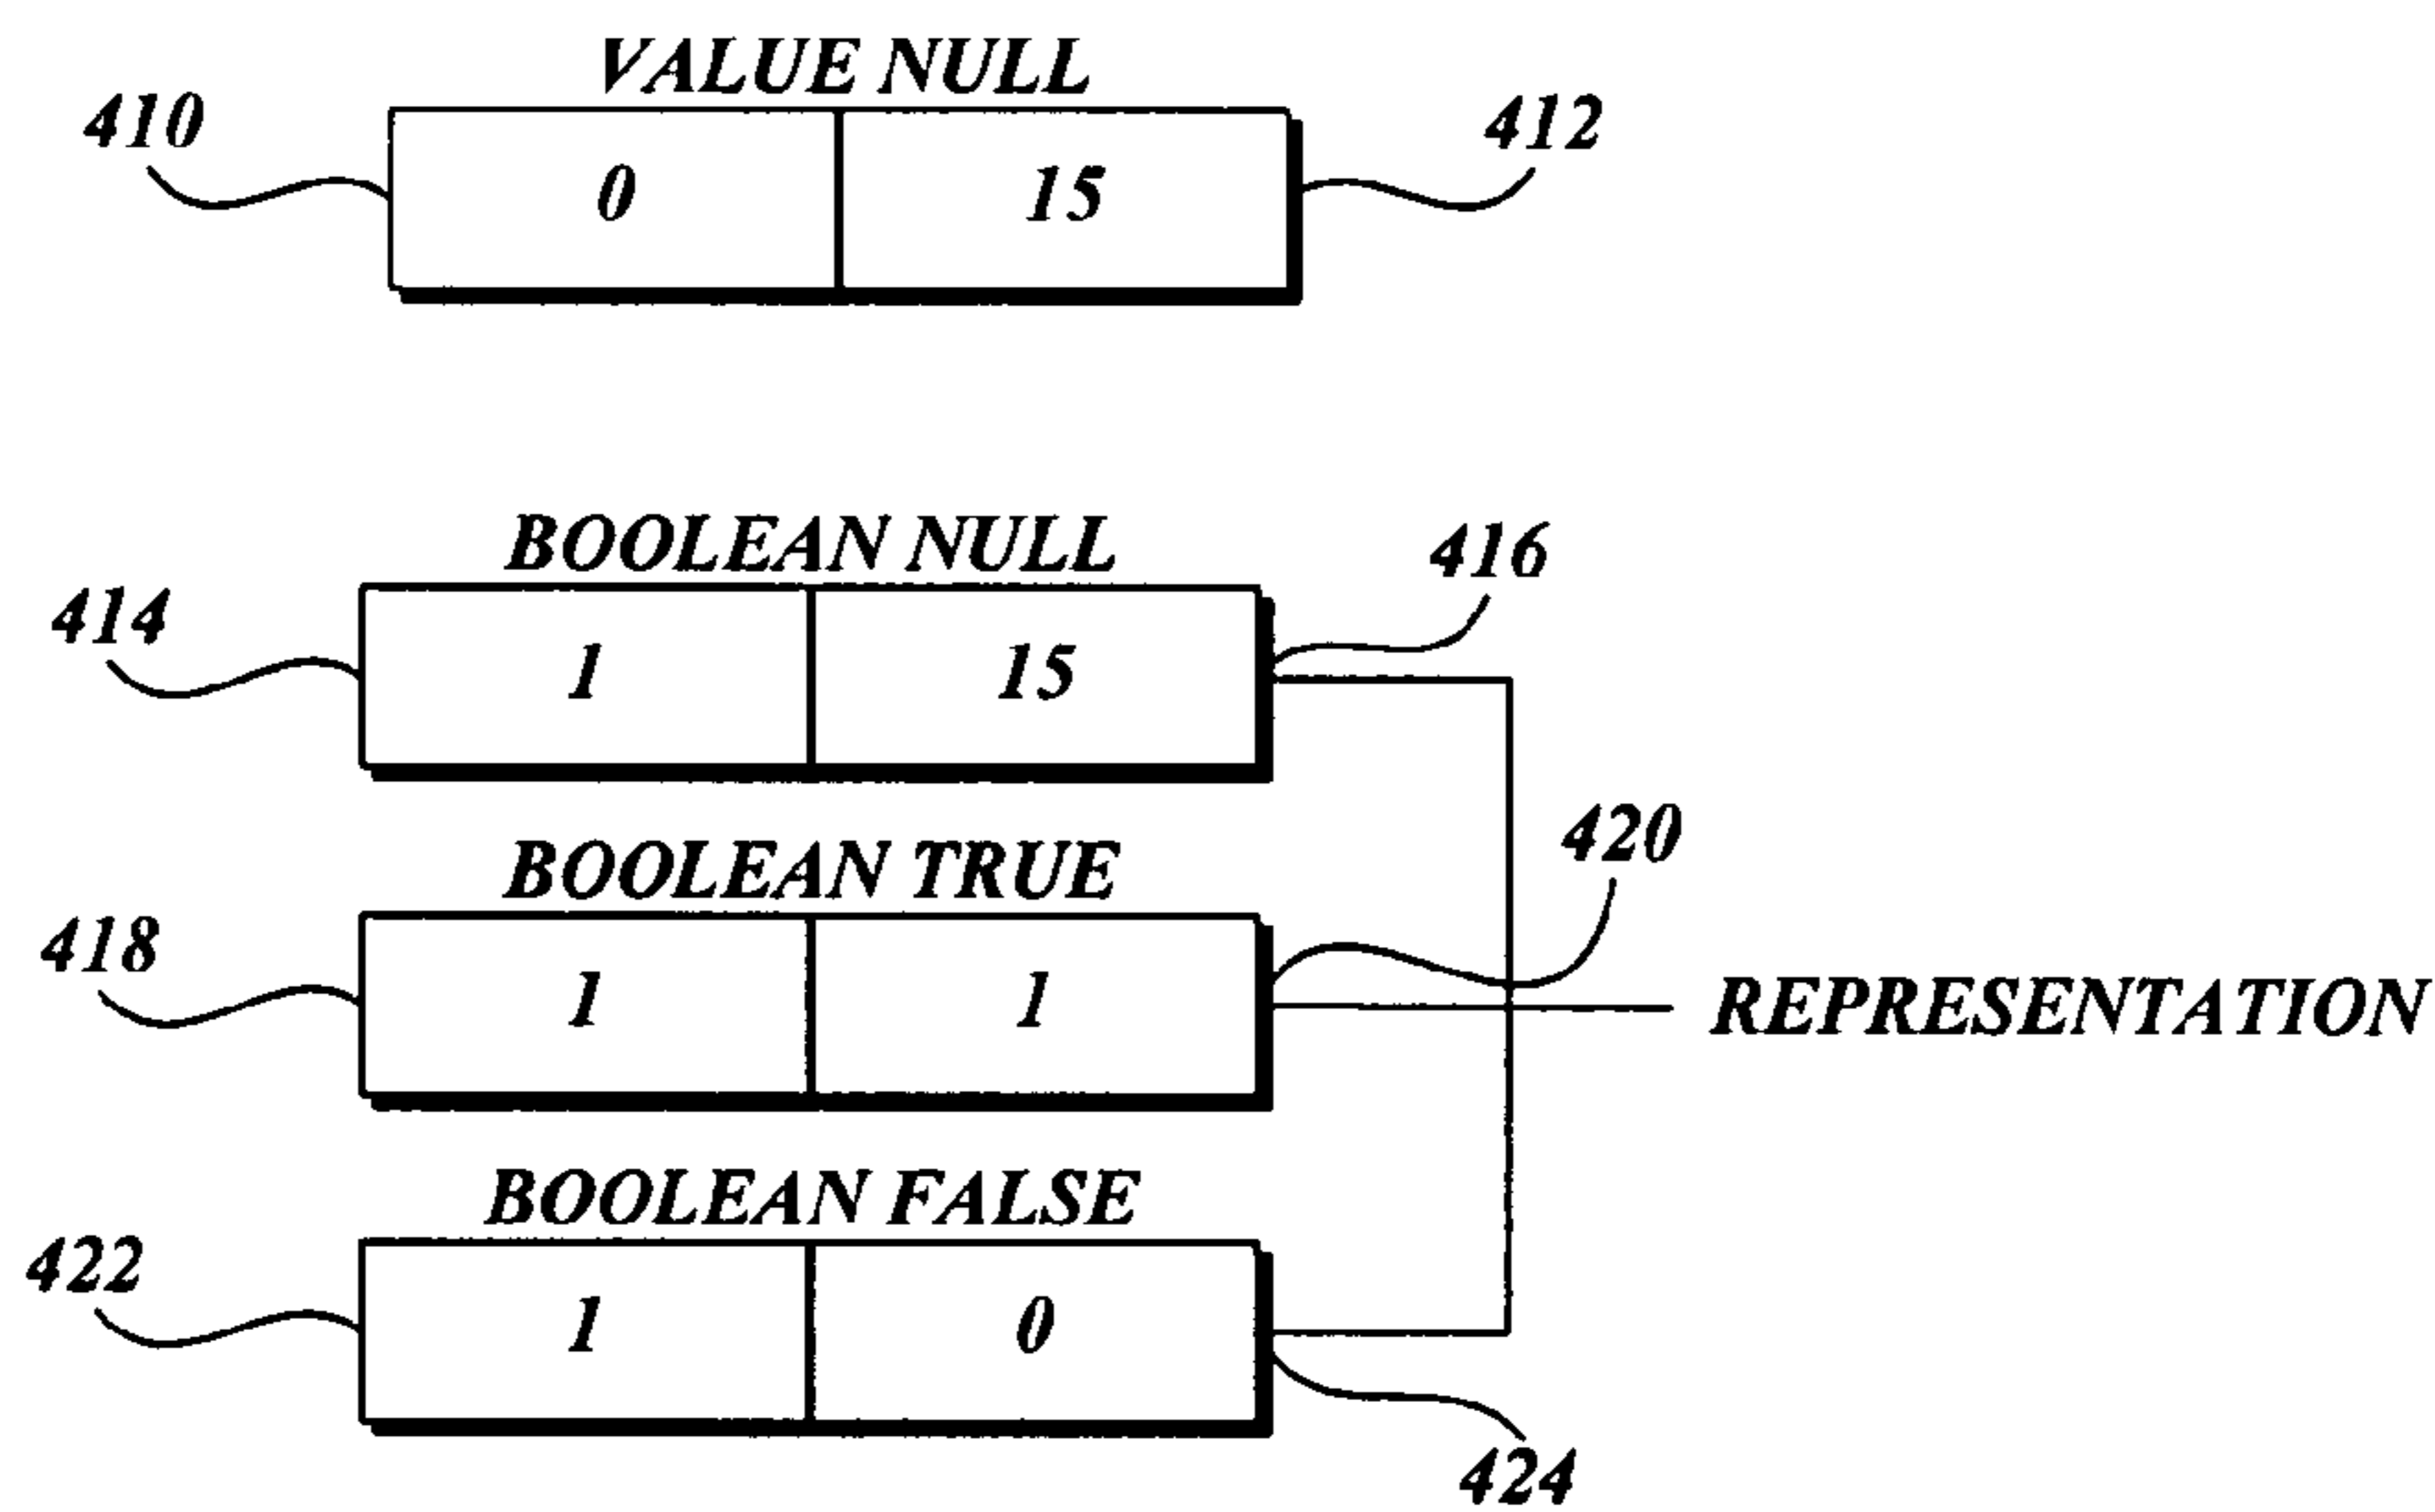 VALUE NULL
410
412
0 15
BOOLEAN NULL
416
414
1 15
420
BOOLEAN TRUE
418
1 1
REPRESENTATION
BOOLEAN FALSE
422
1 0
424